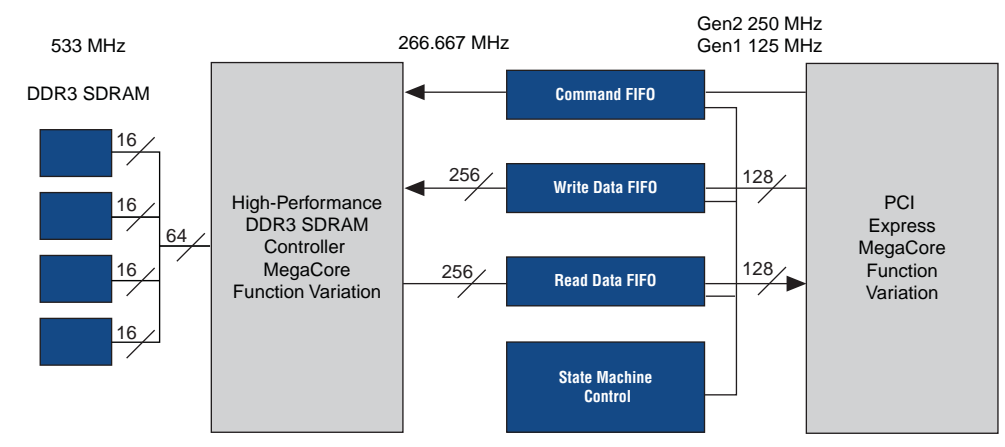 533 MHz
266.667 MHz
Gen2 250 MHz
Gen1 125 MHz
DDR3 SDRAM
16
16
16
16
64
High-Performance
DDR3 SDRAM
Controller
MegaCore
Function Variation
256
256
Command FIFO
Write Data FIFO
Read Data FIFO
State Machine
Control
128
128
PCI
Express
MegaCore
Function
Variation